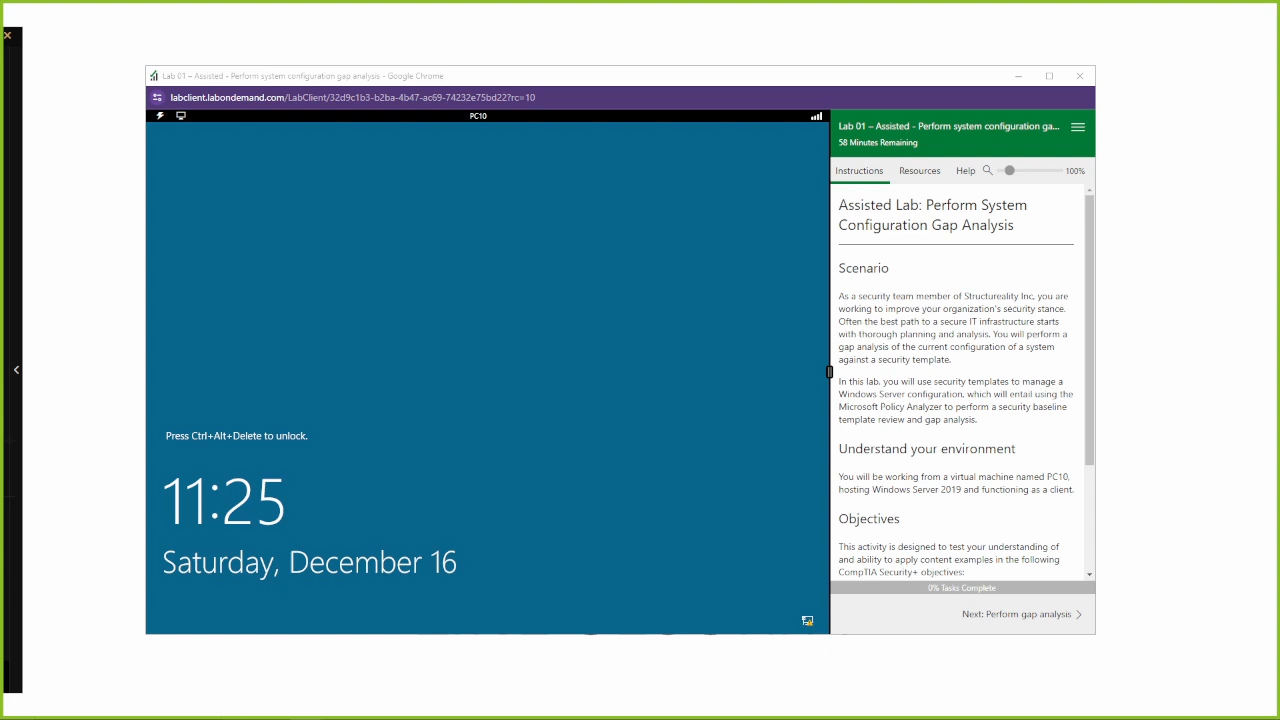 Lab 01 – Assisted - Perform system configuration gap analysis - Google Chrome
labclient.labondemand.com/LabClient/32d9c1b3-b2ba-4b47-ac69-74232e75bd22?rc=10
PC10
Press Ctrl+Alt+Delete to unlock.
11:25
Saturday, December 16
Lab 01 – Assisted - Perform system configuration ga...
58 Minutes Remaining
Instructions Resources Help 100%
Assisted Lab: Perform System
Configuration Gap Analysis
Scenario
As a security team member of Structureality Inc, you are
working to improve your organization's security stance.
Often the best path to a secure IT infrastructure starts
with thorough planning and analysis. You will perform a
gap analysis of the current configuration of a system
against a security template.
In this lab, you will use security templates to manage a
Windows Server configuration, which will entail using the
Microsoft Policy Analyzer to perform a security baseline
template review and gap analysis.
Understand your environment
You will be working from a virtual machine named PC10,
hosting Windows Server 2019 and functioning as a client.
Objectives
This activity is designed to test your understanding of
and ability to apply content examples in the following
CompTIA Security+ objectives:
0% Tasks Complete
Next: Perform gap analysis